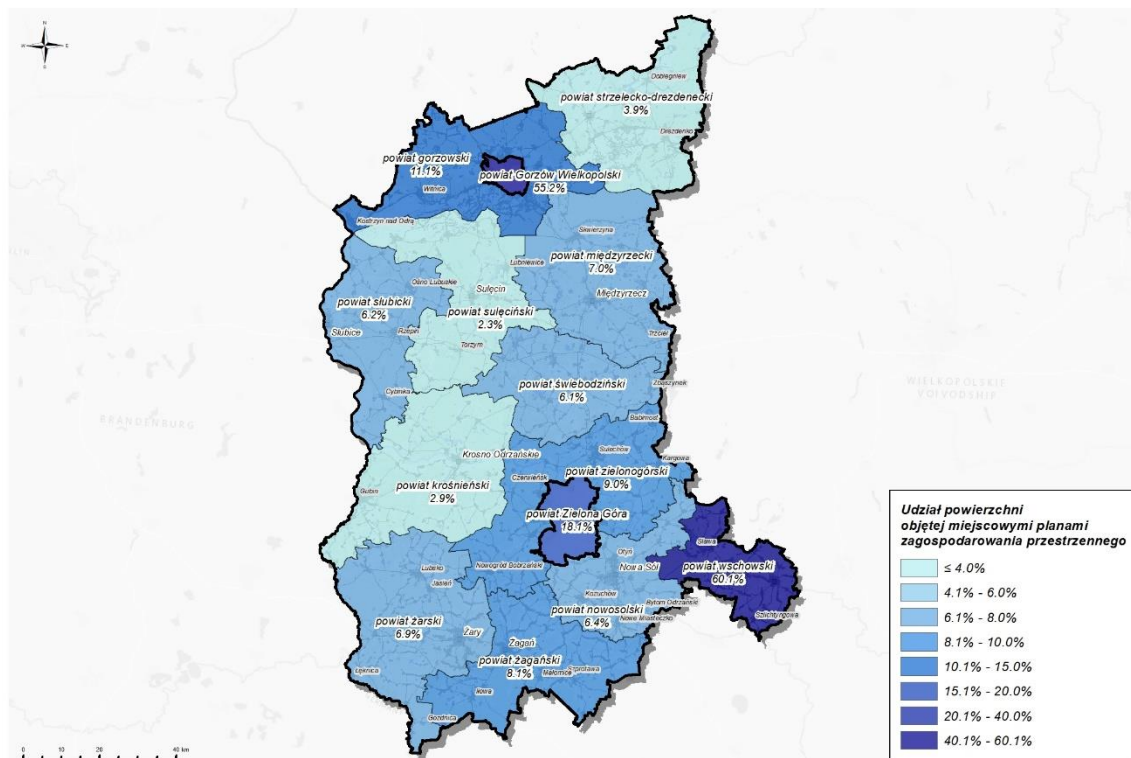 N
W
E
S
Dobiegniew
powiat strzelecko-drezdenecki
3.9%
Drezdenko
powiat gorzowski
11.1%
powiat Gorzów Wielkopolski
55.2%
Witnica
Kostrzyn nad Odrą
Skwierzyna
Lubniewice
powiat międzyrzecki
7.0%
Ośno Lubuskie
Sulęcin
Międzyrzecz
powiat słubicki
6.2%
powiat sulęciński
2.3%
Słubice
Rzepin
Torzym
Trzciel
Cybinka
powiat świebodziński
6.1%
Zbąszynek
WIELKOPOLSKIE
VOIVODSHIP
BRANDENBURG
Babimost
Krosno Odrzańskie
Sulechów
Kargowa
Czerwieńsk
powiat zielonogórski
9.0%
powiat krośnieński
2.9%
Gubin
powiat Zielona Góra
18.1%
Sława
Otyń
Nowa Sól
powiat wschowski
60.1%
Lubsko
Nowogród Bobrzański
Jasień
Kożuchów
Bytom Odrzański
Szlichtyngowa
powiat nowosolski
6.4%
Nowe Miasteczko
powiat żarski
6.9%
Żary
Żagań
powiat żagański
8.1%
Małomice
Szprotawa
Łęknica
Iłowa
Gozdnica
Udział powierzchni
objętej miejscowymi planami
zagospodarowania przestrzennego
≤ 4.0%
4.1% - 6.0%
6.1% - 8.0%
8.1% - 10.0%
10.1% - 15.0%
15.1% - 20.0%
20.1% - 40.0%
40.1% - 60.1%
0 10 20 40 km